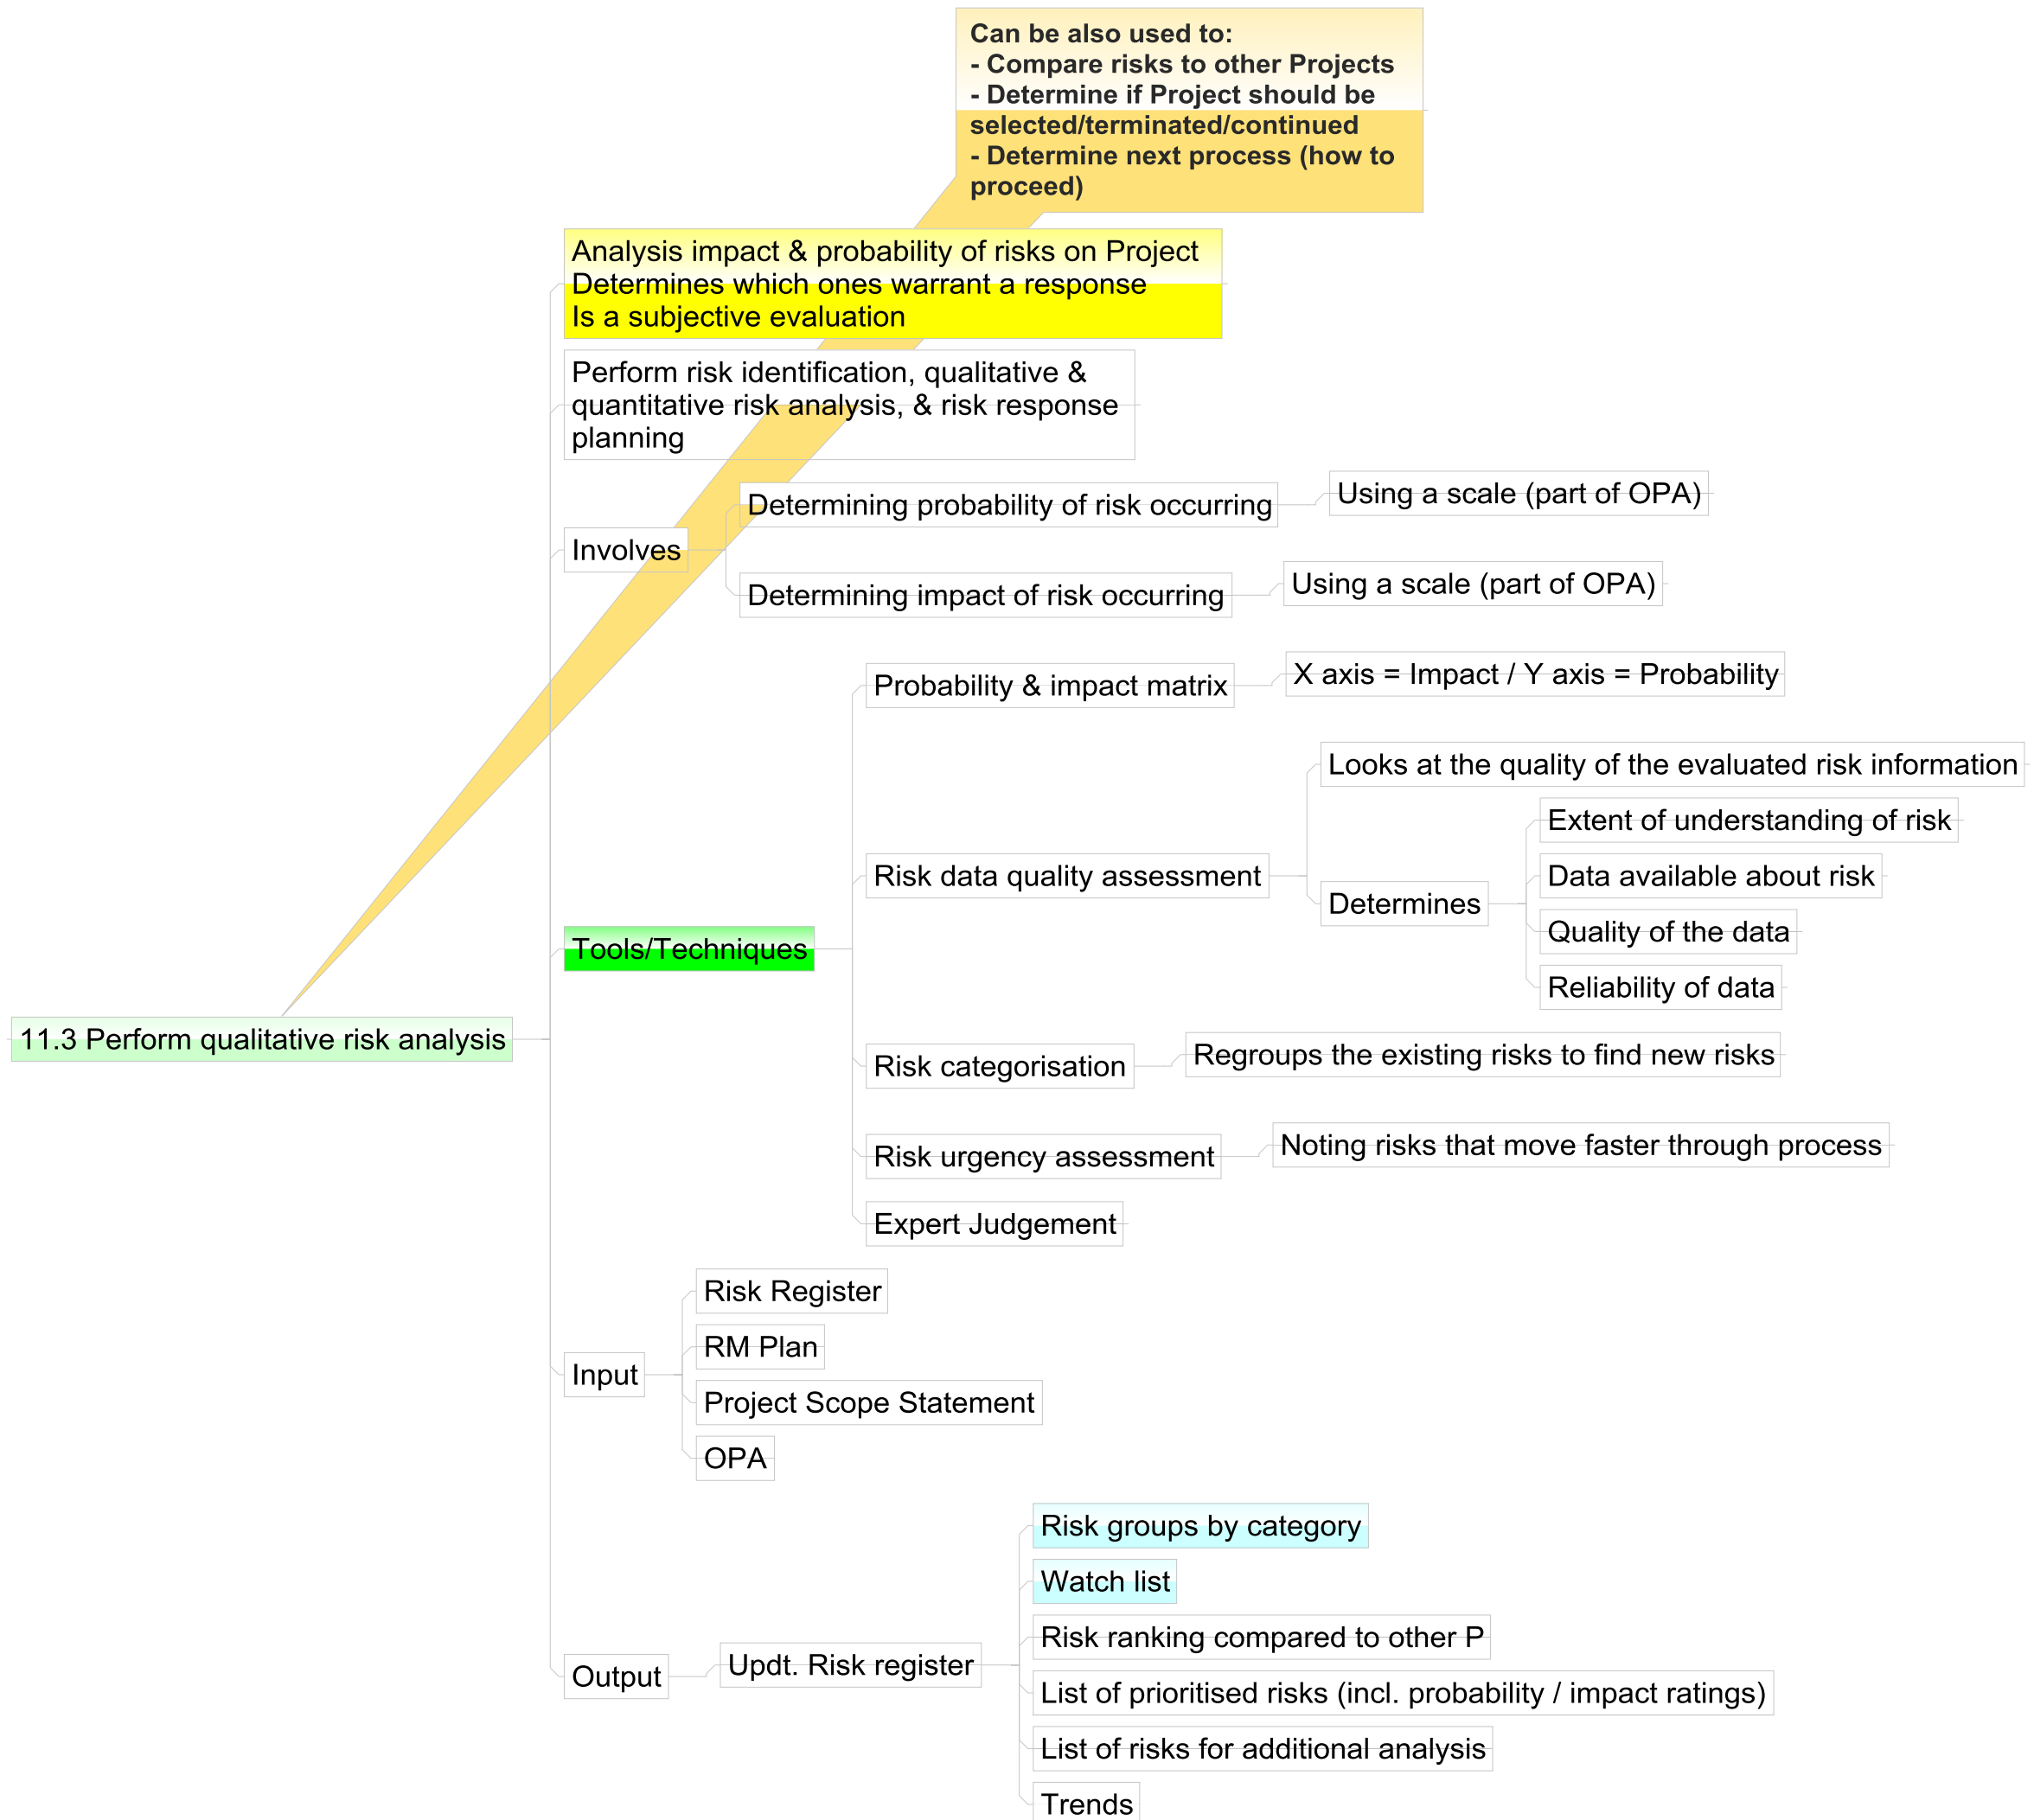 Can be also used to:
- Compare risks to other Projects
- Determine if Project should be
selected/terminated/continued
- Determine next process (how to
proceed)
Analysis impact & probability of risks on Project
Determines which ones warrant a response
Is a subjective evaluation
Perform risk identification, qualitative &
quantitative risk analysis, & risk response
planning
Involves
Determining probability of risk occurring
Using a scale (part of OPA)
Determining impact of risk occurring
Using a scale (part of OPA)
Tools/Techniques
Probability & impact matrix
X axis = Impact / Y axis = Probability
Risk data quality assessment
Looks at the quality of the evaluated risk information
Determines
Extent of understanding of risk
Data available about risk
Quality of the data
Reliability of data
Risk categorisation
Regroups the existing risks to find new risks
Risk urgency assessment
Noting risks that move faster through process
Expert Judgement
11.3 Perform qualitative risk analysis
Input
Risk Register
RM Plan
Project Scope Statement
OPA
Output
Updt. Risk register
Risk groups by category
Watch list
Risk ranking compared to other P
List of prioritised risks (incl. probability / impact ratings)
List of risks for additional analysis
Trends